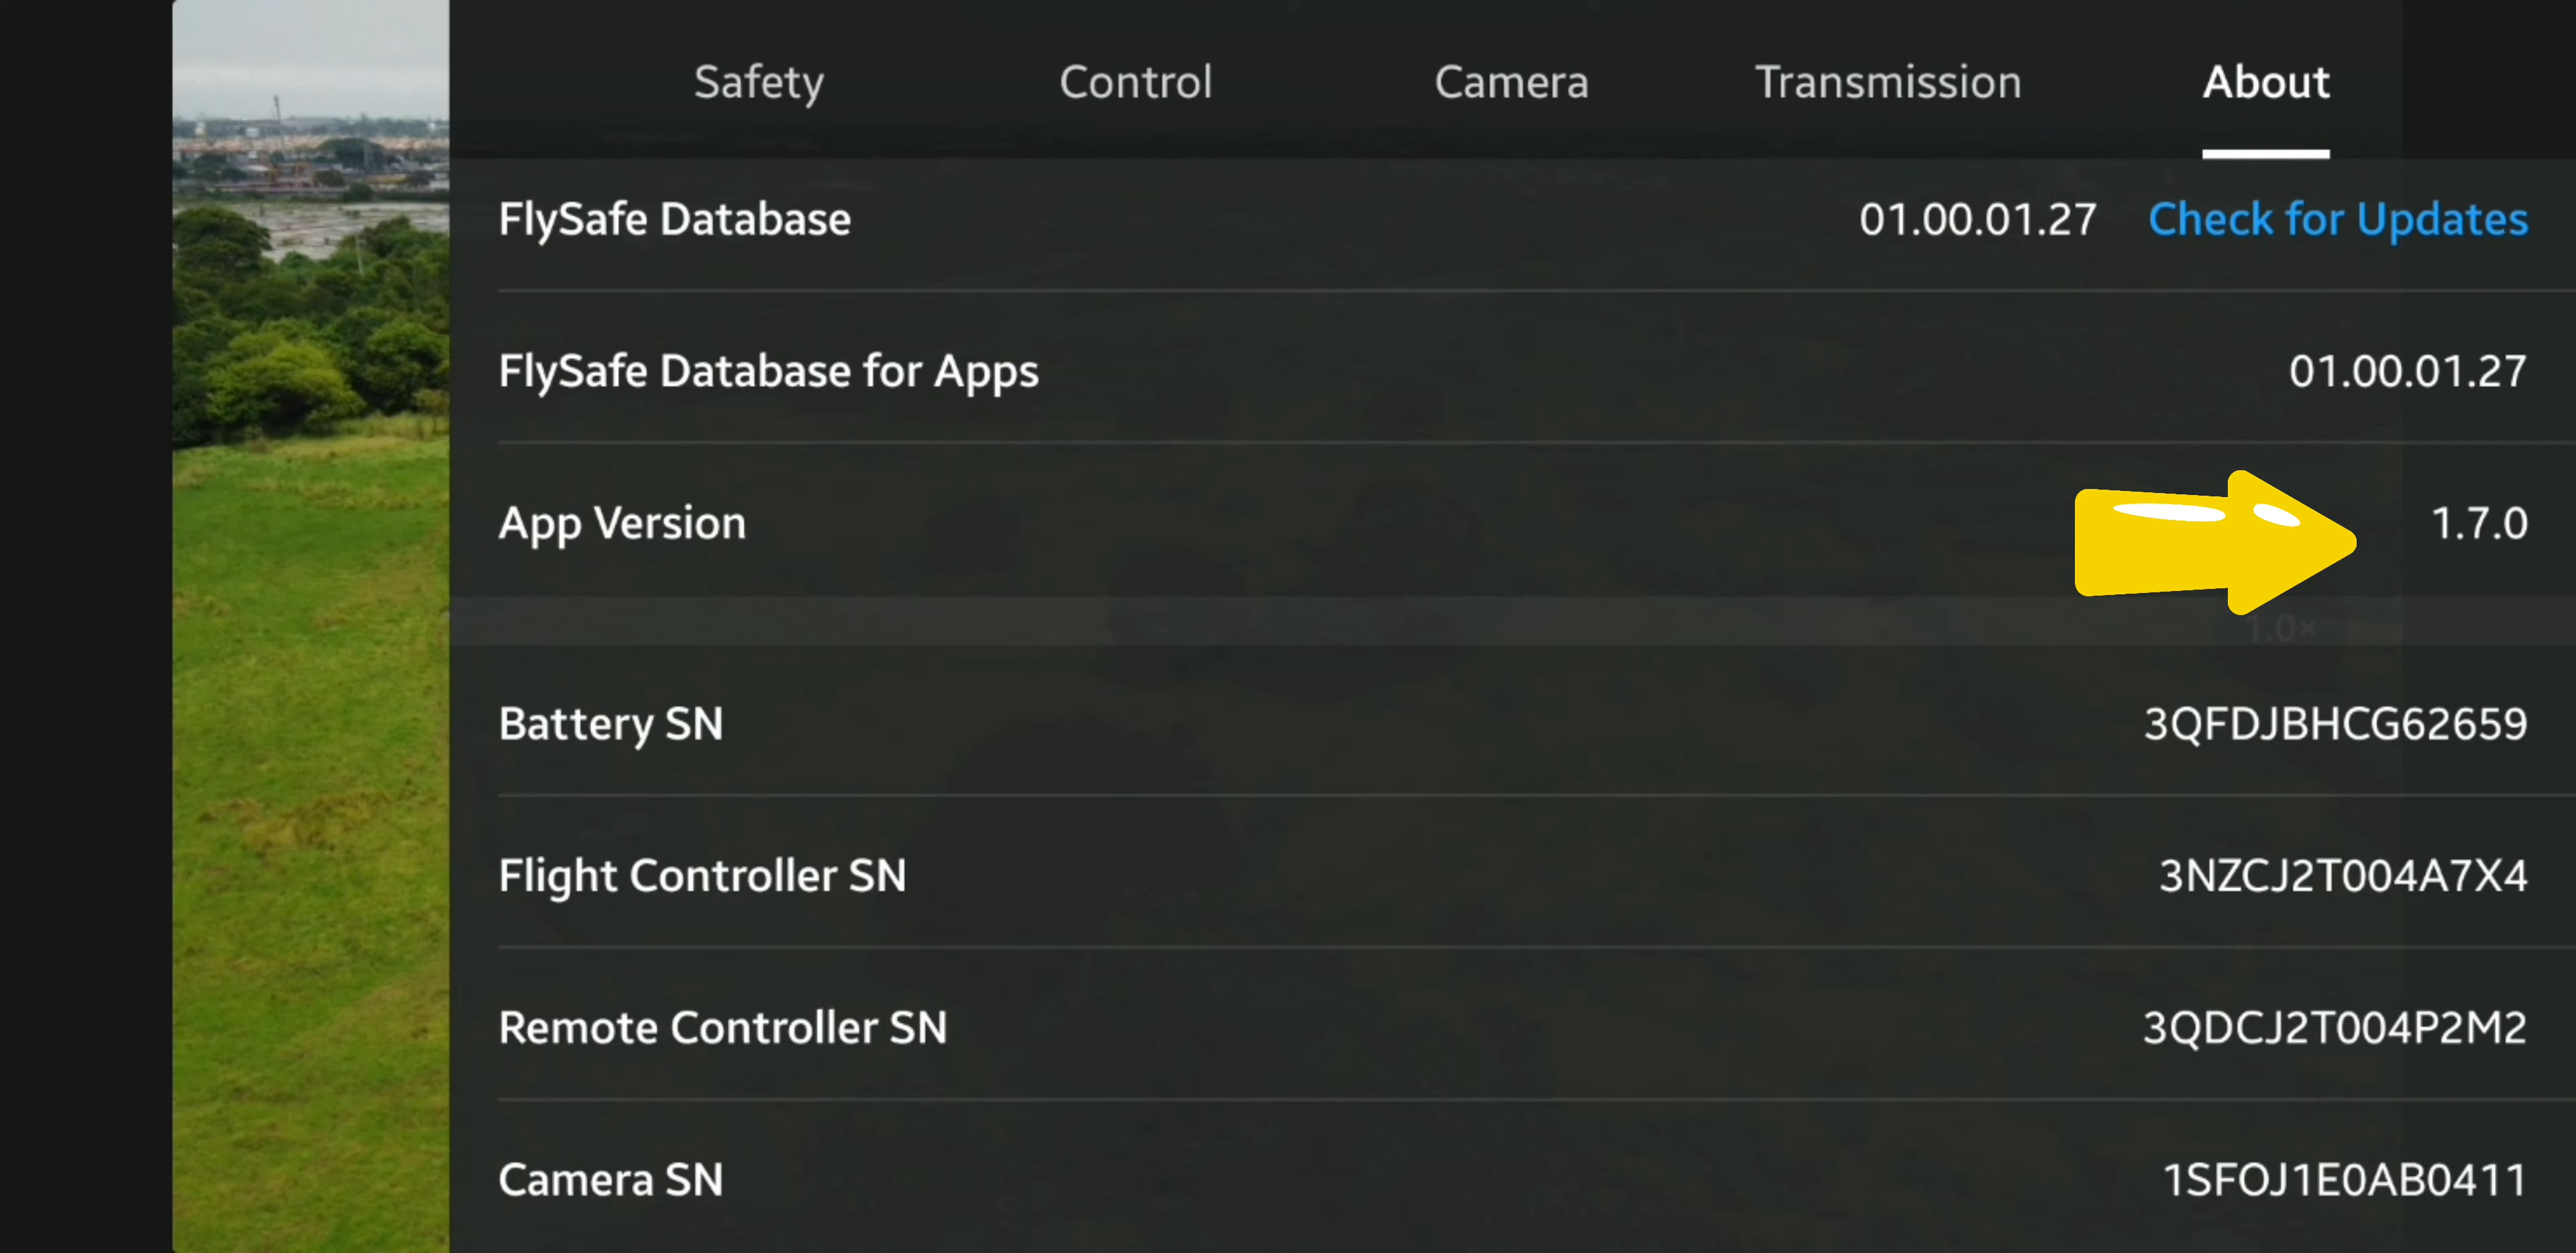 Safety Control Camera Transmission About
FlySafe Database 01.00.01.27 Check for Updates
FlySafe Database for Apps 01.00.01.27
App Version 1.7.0
1.0×
Battery SN 3QFDJBHCG62659
Flight Controller SN 3NZCJ2T004A7X4
Remote Controller SN 3QDCJ2T004P2M2
Camera SN 1SFOJ1E0AB0411